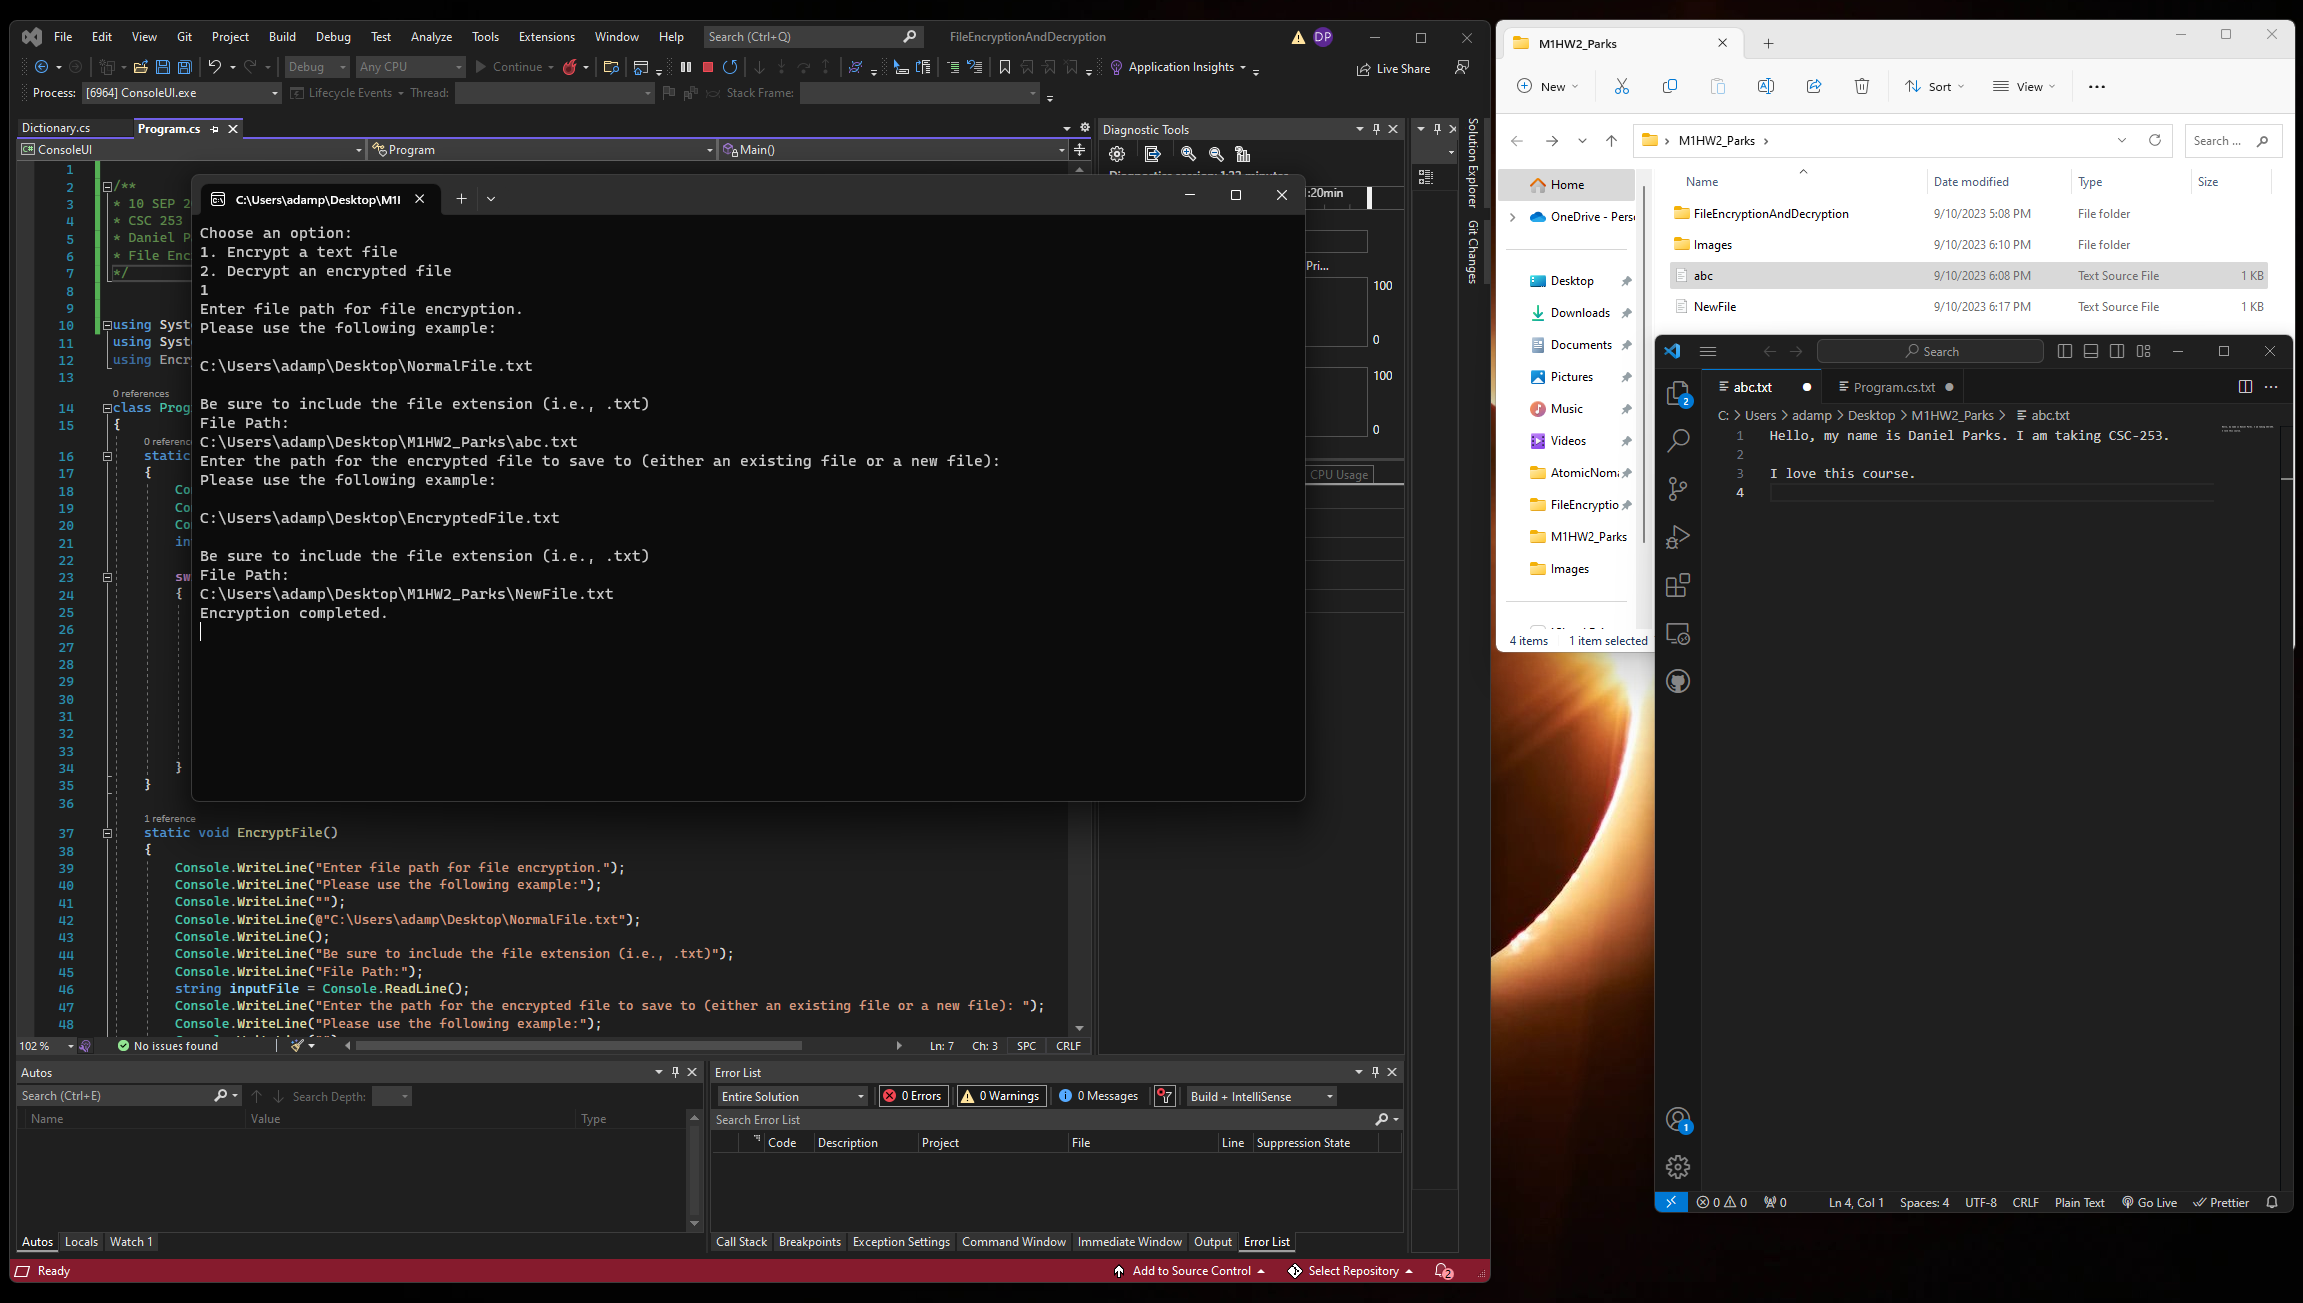 File Edit View Git Project Build Debug Test Analyze Tools Extensions Window Help Search (Ctrl+Q) FileEncryptionAndDecryption DP
Debug Any CPU Continue Application Insights Live Share
Process: [6964] ConsoleUI.exe Lifecycle Events Thread: Stack Frame:
Dictionary.cs Program.cs
ConsoleUI Program Main()
1
2 /**
3 * 10 SEP 2
4 * CSC 253
5 * Daniel P
6 * File Enc
7 */
8
9
10 using Syst
11 using Syst
12 using Encr
13
0 references
14 class Prog
15 {
0 reference
16 static
17 {
18 Co
19 Co
20 Co
21 in
22
23 sw
24 {
25
26
27
28
29
30
31
32
33
34 }
35 }
36
1 reference
37 static void EncryptFile()
38 {
39 Console.WriteLine("Enter file path for file encryption.");
40 Console.WriteLine("Please use the following example:");
41 Console.WriteLine("");
42 Console.WriteLine(@"C:\Users\adamp\Desktop\NormalFile.txt");
43 Console.WriteLine();
44 Console.WriteLine("Be sure to include the file extension (i.e., .txt)");
45 Console.WriteLine("File Path:");
46 string inputFile = Console.ReadLine();
47 Console.WriteLine("Enter the path for the encrypted file to save to (either an existing file or a new file): ");
48 Console.WriteLine("Please use the following example:");
102 % No issues found Ln: 7 Ch: 3 SPC CRLF
C:\Users\adamp\Desktop\M1I
Choose an option:
1. Encrypt a text file
2. Decrypt an encrypted file
1
Enter file path for file encryption.
Please use the following example:
C:\Users\adamp\Desktop\NormalFile.txt
Be sure to include the file extension (i.e., .txt)
File Path:
C:\Users\adamp\Desktop\M1HW2_Parks\abc.txt
Enter the path for the encrypted file to save to (either an existing file or a new file):
Please use the following example:
C:\Users\adamp\Desktop\EncryptedFile.txt
Be sure to include the file extension (i.e., .txt)
File Path:
C:\Users\adamp\Desktop\M1HW2_Parks\NewFile.txt
Encryption completed.
Diagnostic Tools
:20min
Pri...
100
0
100
0
CPU Usage
Solution Explorer
Git Changes
Autos
Search (Ctrl+E) Search Depth:
Name Value Type
Autos Locals Watch 1
Error List
Entire Solution 0 Errors 0 Warnings 0 Messages Build + IntelliSense
Search Error List
Code Description Project File Line Suppression State
Call Stack Breakpoints Exception Settings Command Window Immediate Window Output Error List
Ready Add to Source Control Select Repository 2
M1HW2_Parks
New Sort View
M1HW2_Parks Search ...
Name Date modified Type Size
FileEncryptionAndDecryption 9/10/2023 5:08 PM File folder
Images 9/10/2023 6:10 PM File folder
abc 9/10/2023 6:08 PM Text Source File 1 KB
NewFile 9/10/2023 6:17 PM Text Source File 1 KB
Home
OneDrive - Perso
Desktop
Downloads
Documents
Pictures
Music
Videos
AtomicNoma
FileEncryptio
M1HW2_Parks
Images
4 items 1 item selected
Search
abc.txt Program.cs.txt
C: > Users > adamp > Desktop > M1HW2_Parks > abc.txt
1 Hello, my name is Daniel Parks. I am taking CSC-253.
2
3 I love this course.
4
2
1
0 0 0 Ln 4, Col 1 Spaces: 4 UTF-8 CRLF Plain Text Go Live Prettier